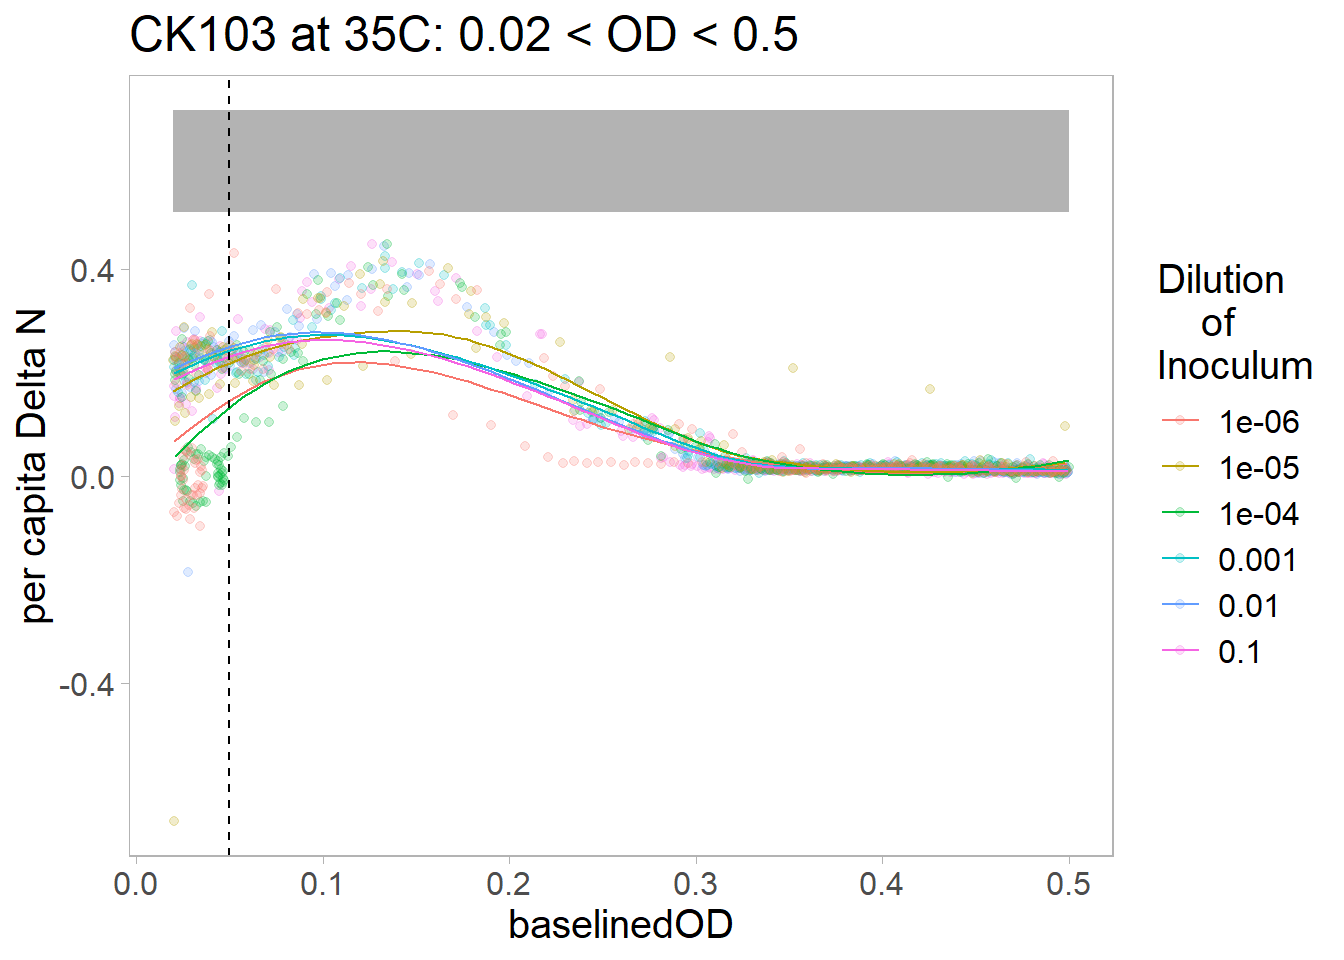 CK103 at 35C: 0.02 < OD < 0.5
per capita Delta N
0.4
0.0
-0.4
0.0 0.1 0.2 0.3 0.4 0.5
baselinedOD
Dilution
of
Inoculum
1e-06
1e-05
1e-04
0.001
0.01
0.1